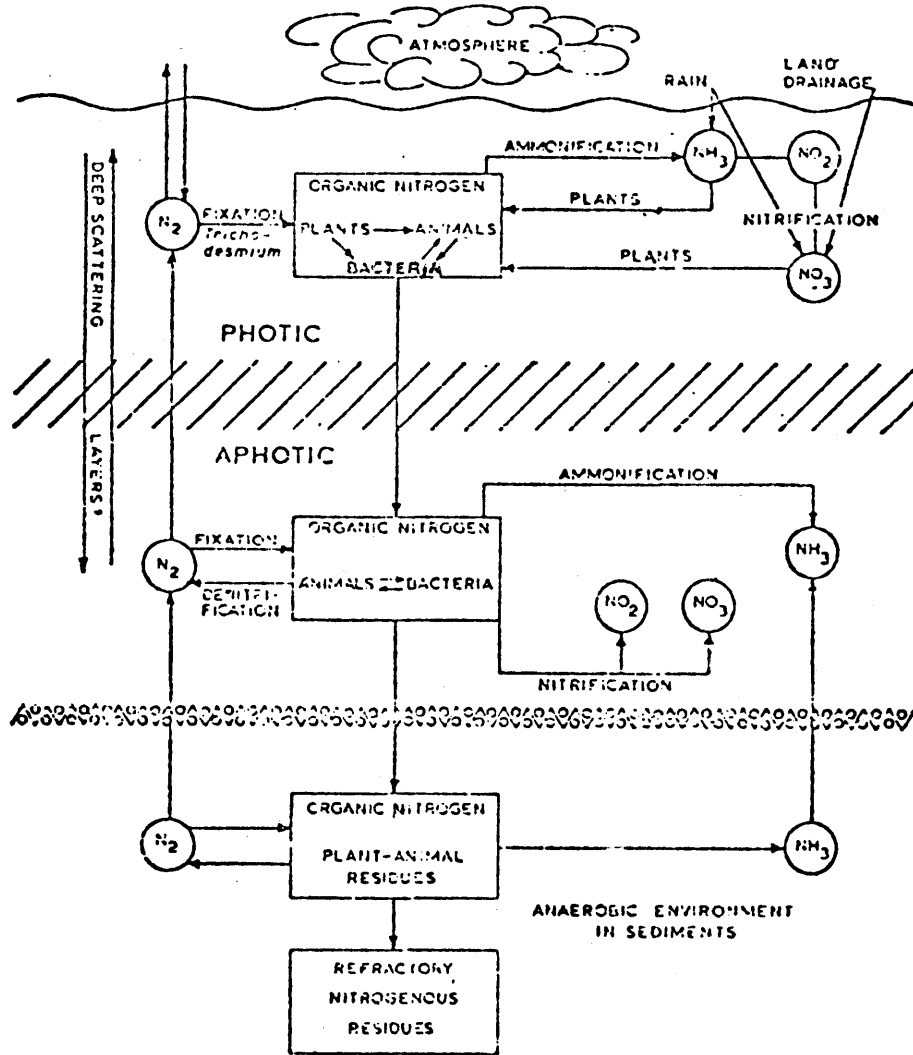 ATMOSPHERE
RAIN
LAND
DRAINAGE
DEEP SCATTERING
LAYERS
N2
FIXATION
Tricho-
desmium
ORGANIC NITROGEN
PLANTS
ANIMALS
BACTERIA
AMMONIFICATION
PLANTS
PLANTS
NH3
NO2
NITRIFICATION
NO3
PHOTIC
APHOTIC
N2
FIXATION
DENITRI-
FICATION
ORGANIC NITROGEN
ANIMALS
BACTERIA
AMMONIFICATION
NH3
NO2
NO3
NITRIFICATION
N2
ORGANIC NITROGEN
PLANT-ANIMAL
RESIDUES
NH3
ANAEROBIC ENVIRONMENT
IN SEDIMENTS
REFRACTORY
NITROGENOUS
RESIDUES